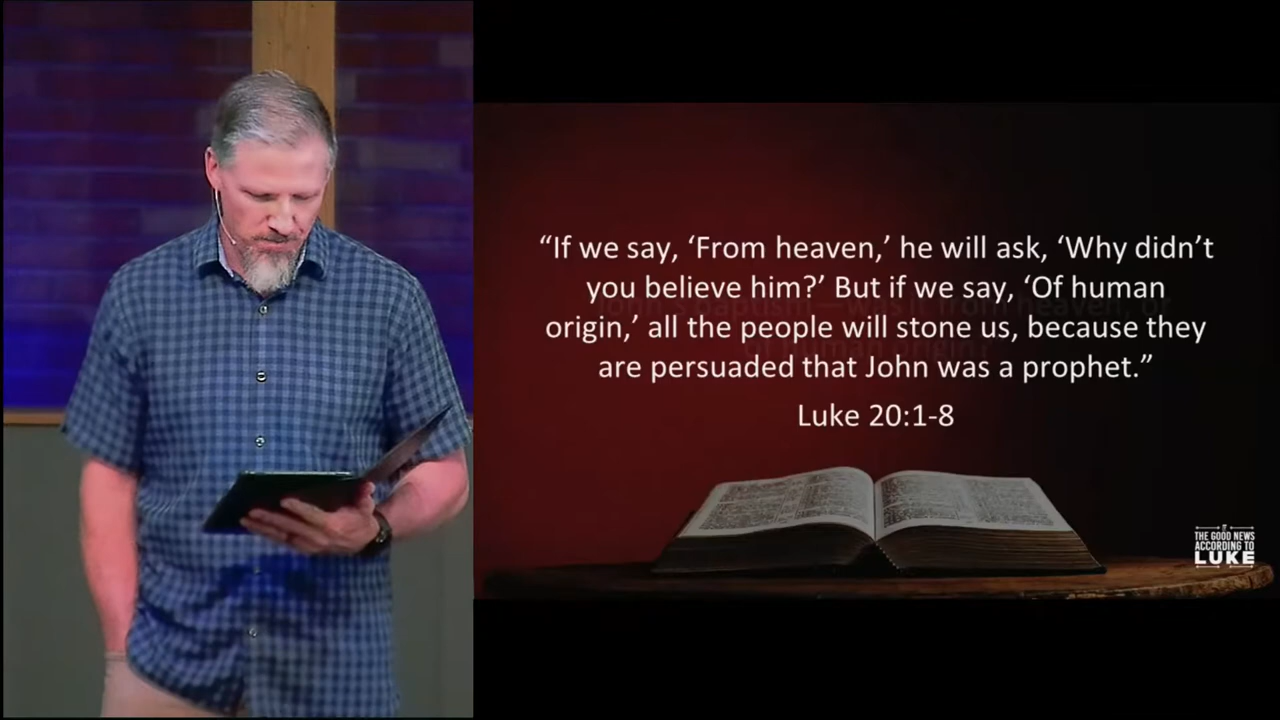 “If we say, ‘From heaven,’ he will ask, ‘Why didn’t
you believe him?’ But if we say, ‘Of human
origin,’ all the people will stone us, because they
are persuaded that John was a prophet.”
Luke 20:1-8
THE GOOD NEWS
ACCORDING TO
LUKE